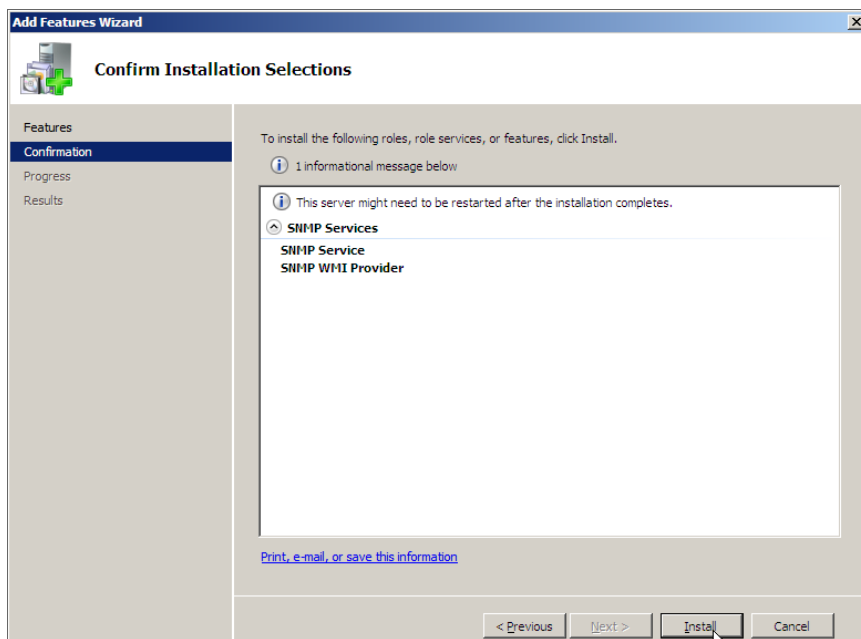 Add Features Wizard
Confirm Installation Selections
Features
Confirmation
Progress
Results
To install the following roles, role services, or features, click Install.
1 informational message below
This server might need to be restarted after the installation completes.
SNMP Services
SNMP Service
SNMP WMI Provider
Print, e-mail, or save this information
< Previous Next > Install Cancel